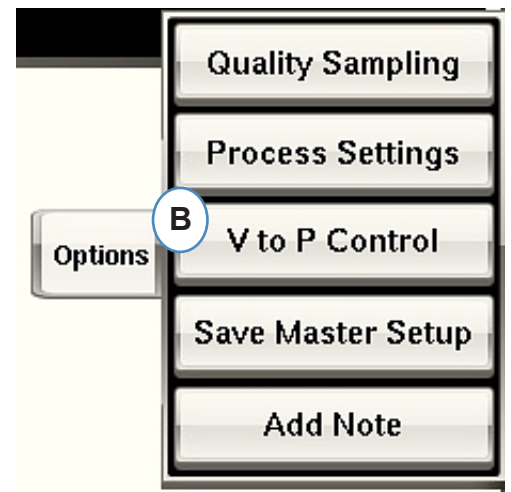 Quality Sampling
Process Settings
B
V to P Control
Options
Save Master Setup
Add Note